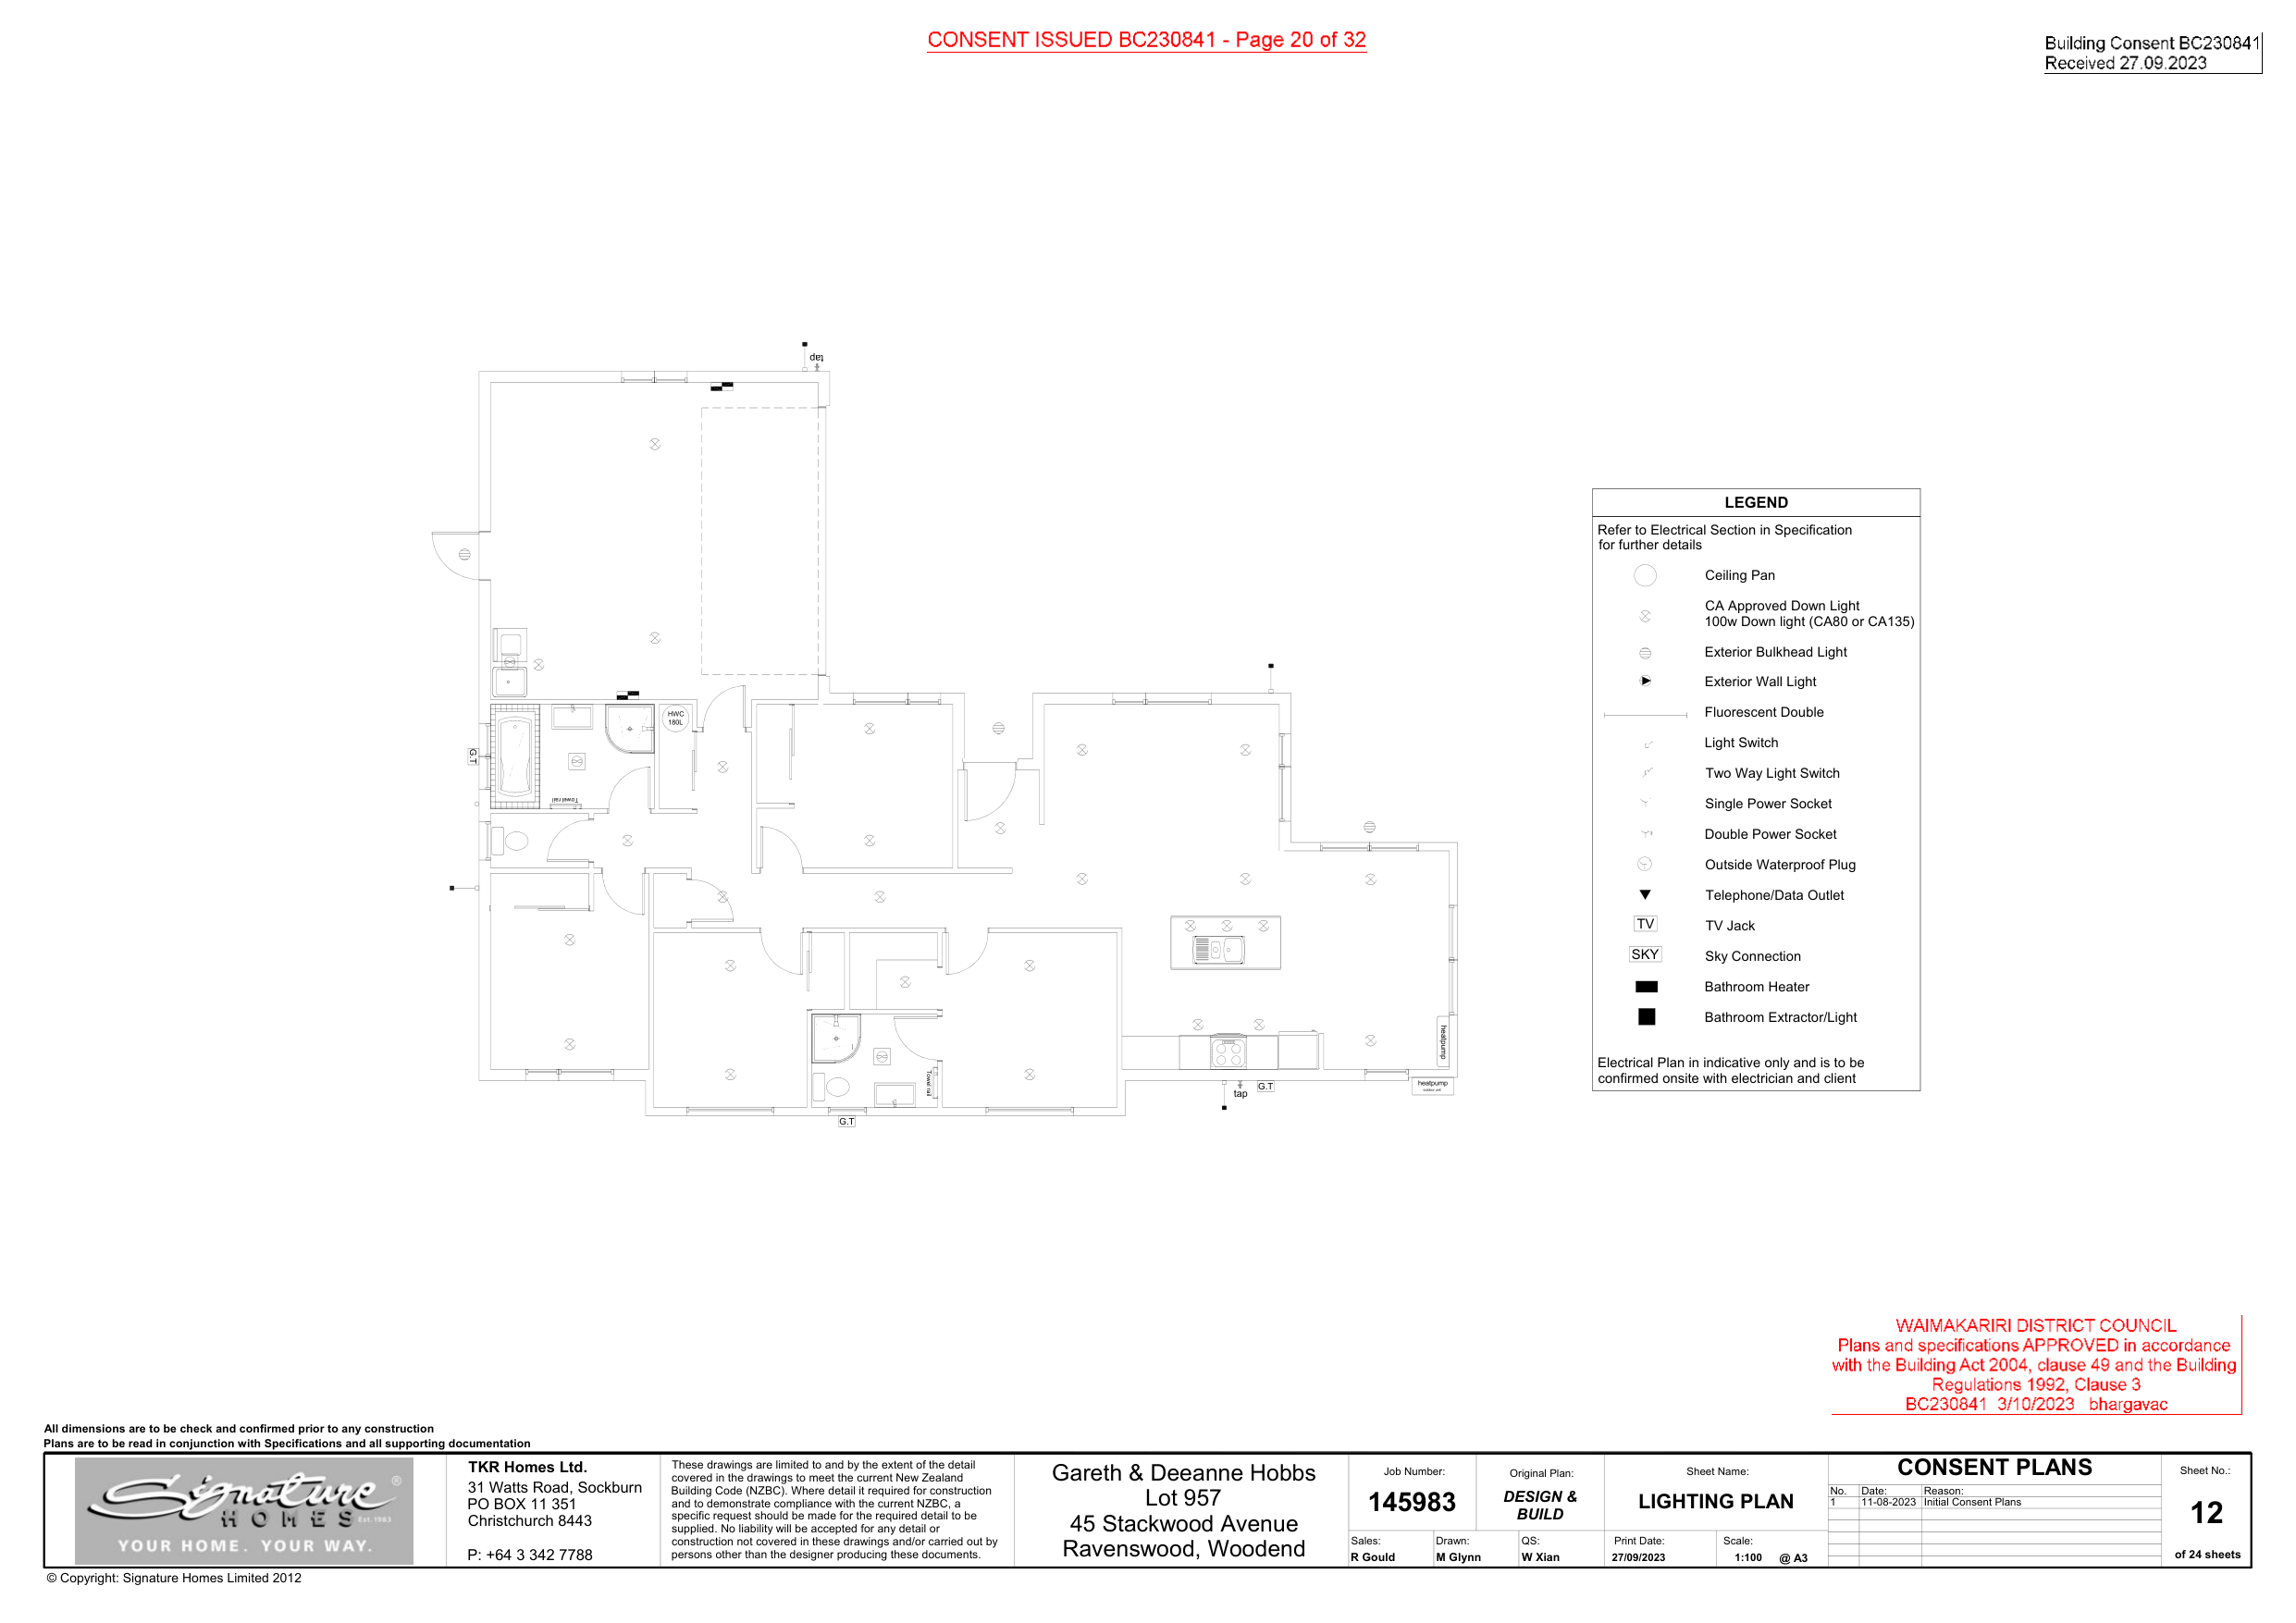 CONSENT ISSUED BC230841 - Page 20 of 32
Building Consent BC230841
Received 27.09.2023
tap
HWC
180L
G.T
Towel rail
LEGEND
Refer to Electrical Section in Specification
for further details
Ceiling Pan
CA Approved Down Light
100w Down light (CA80 or CA135)
Exterior Bulkhead Light
Exterior Wall Light
Fluorescent Double
Light Switch
Two Way Light Switch
Single Power Socket
Double Power Socket
Outside Waterproof Plug
Telephone/Data Outlet
TV TV Jack
SKY Sky Connection
Bathroom Heater
Bathroom Extractor/Light
Electrical Plan in indicative only and is to be
confirmed onsite with electrician and client
heatpump
Towel rail
heatpump
outdoor unit
tap
G.T
G.T
WAIMAKARIRI DISTRICT COUNCIL
Plans and specifications APPROVED in accordance
with the Building Act 2004, clause 49 and the Building
Regulations 1992, Clause 3
BC230841 3/10/2023 bhargavac
All dimensions are to be check and confirmed prior to any construction
Plans are to be read in conjunction with Specifications and all supporting documentation
Signature ®
HOMES Est. 1983
YOUR HOME. YOUR WAY.
TKR Homes Ltd.
31 Watts Road, Sockburn
PO BOX 11 351
Christchurch 8443
P: +64 3 342 7788
These drawings are limited to and by the extent of the detail
covered in the drawings to meet the current New Zealand
Building Code (NZBC). Where detail it required for construction
and to demonstrate compliance with the current NZBC, a
specific request should be made for the required detail to be
supplied. No liability will be accepted for any detail or
construction not covered in these drawings and/or carried out by
persons other than the designer producing these documents.
Gareth & Deeanne Hobbs
Lot 957
45 Stackwood Avenue
Ravenswood, Woodend
Job Number:
145983
Original Plan:
DESIGN &
BUILD
Sheet Name:
LIGHTING PLAN
Sales:
R Gould
Drawn:
M Glynn
QS:
W Xian
Print Date:
27/09/2023
Scale:
1:100 @ A3
CONSENT PLANS
No. Date: Reason:
1 11-08-2023 Initial Consent Plans
Sheet No.:
12
of 24 sheets
© Copyright: Signature Homes Limited 2012